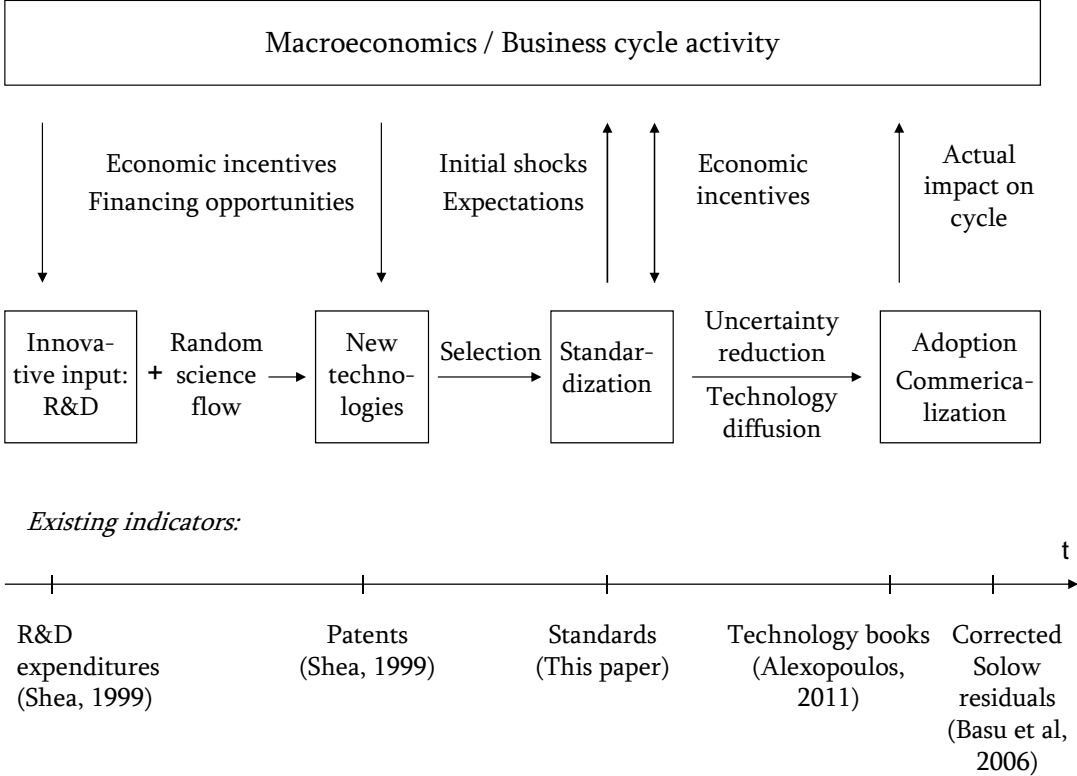 Macroeconomics / Business cycle activity
Economic incentives
Financing opportunities
Initial shocks
Expectations
Economic
incentives
Actual
impact on
cycle
Innova-
tive input:
R&D
+
Random
science
flow
New
techno-
logies
Selection
Standar-
dization
Uncertainty
reduction
Technology
diffusion
Adoption
Commerica-
lization
Existing indicators:
t
R&D
expenditures
(Shea, 1999)
Patents
(Shea, 1999)
Standards
(This paper)
Technology books
(Alexopoulos,
2011)
Corrected
Solow
residuals
(Basu et al,
2006)